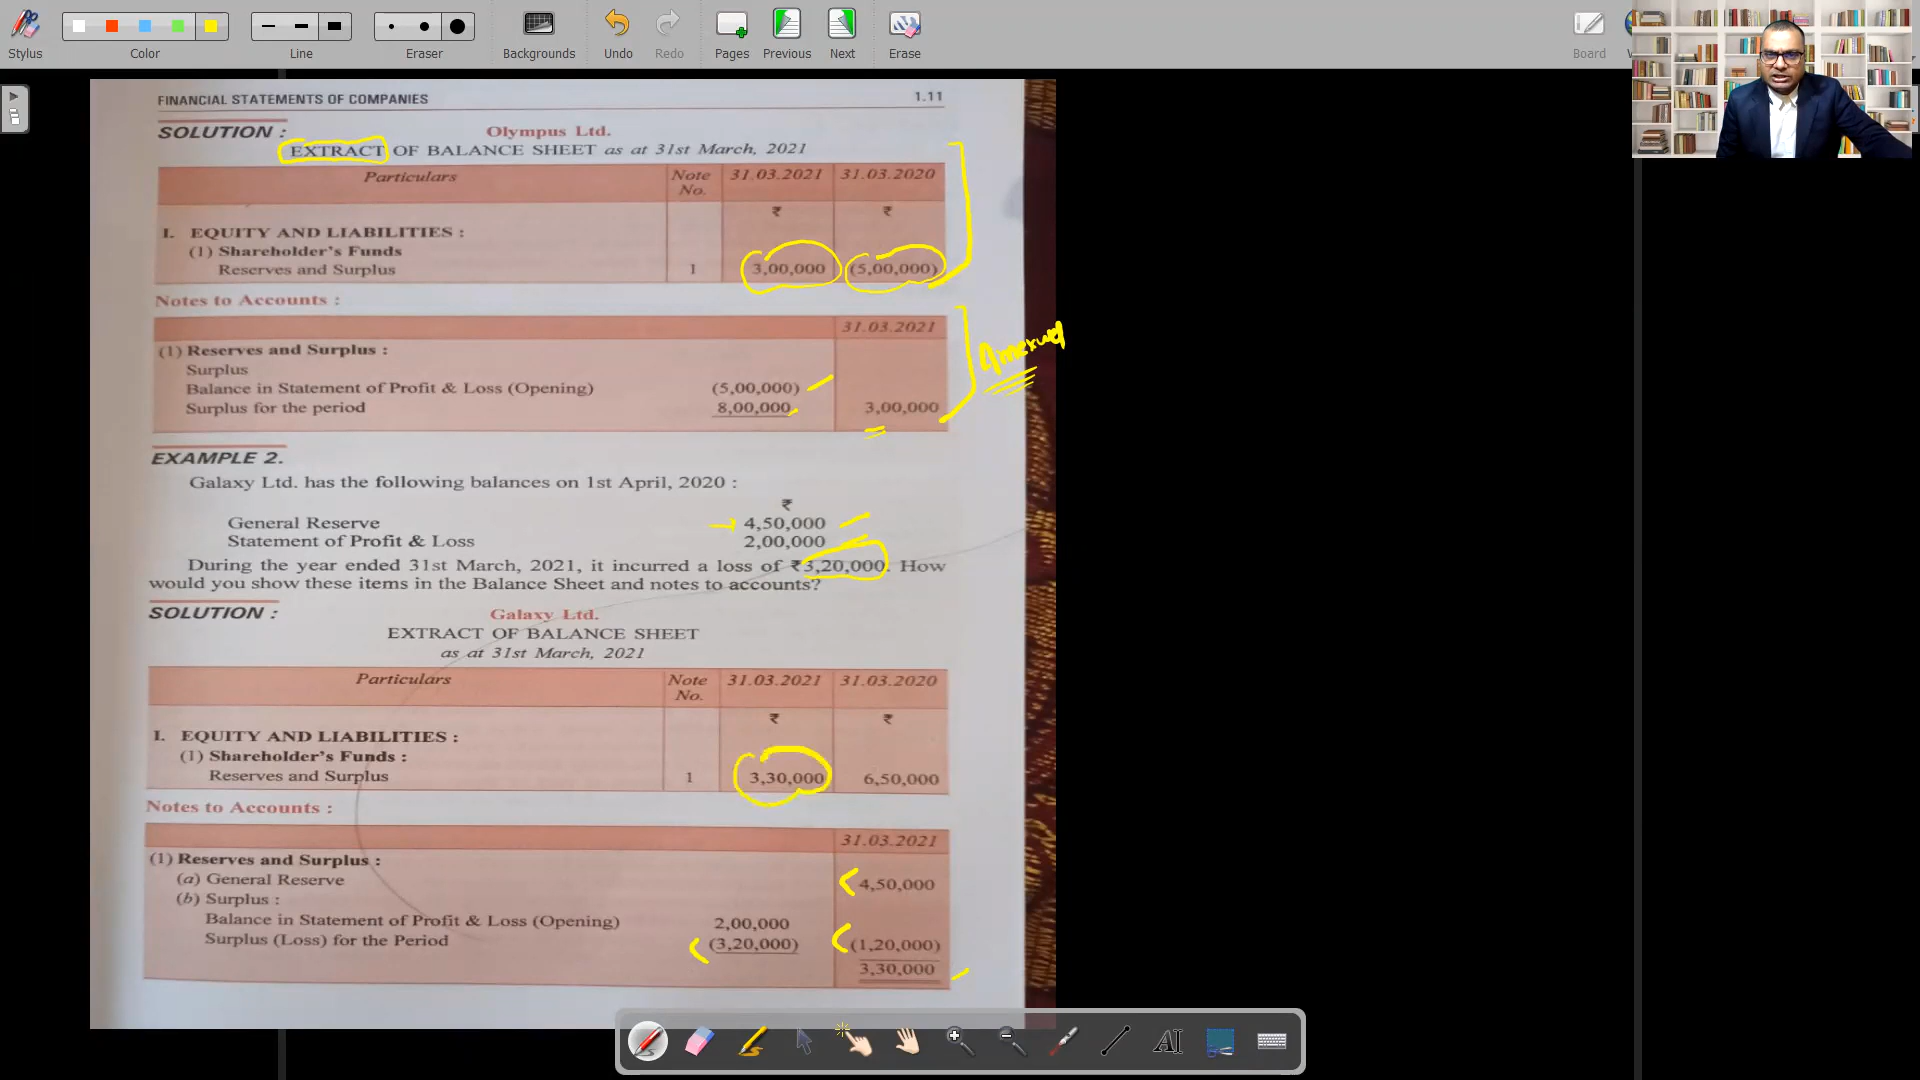 Stylus
Color
Line
Eraser
Backgrounds
Undo
Redo
Pages
Previous
Next
Erase
Board
FINANCIAL STATEMENTS OF COMPANIES 1.11
SOLUTION :
Olympus Ltd.
EXTRACT OF BALANCE SHEET as at 31st March, 2021
Particulars Note No. 31.03.2021 31.03.2020
₹ ₹
I. EQUITY AND LIABILITIES :
(1) Shareholder's Funds
Reserves and Surplus 1 3,00,000 (5,00,000)
Notes to Accounts :
31.03.2021
(1) Reserves and Surplus :
Surplus
Balance in Statement of Profit & Loss (Opening) (5,00,000)
Surplus for the period 8,00,000 3,00,000
EXAMPLE 2.
Galaxy Ltd. has the following balances on 1st April, 2020 :
₹
General Reserve 4,50,000
Statement of Profit & Loss 2,00,000
During the year ended 31st March, 2021, it incurred a loss of ₹3,20,000. How
would you show these items in the Balance Sheet and notes to accounts?
SOLUTION :
Galaxy Ltd.
EXTRACT OF BALANCE SHEET
as at 31st March, 2021
Particulars Note No. 31.03.2021 31.03.2020
₹ ₹
I. EQUITY AND LIABILITIES :
(1) Shareholder's Funds :
Reserves and Surplus 1 3,30,000 6,50,000
Notes to Accounts :
31.03.2021
(1) Reserves and Surplus :
(a) General Reserve 4,50,000
(b) Surplus :
Balance in Statement of Profit & Loss (Opening) 2,00,000
Surplus (Loss) for the Period (3,20,000) (1,20,000)
3,30,000